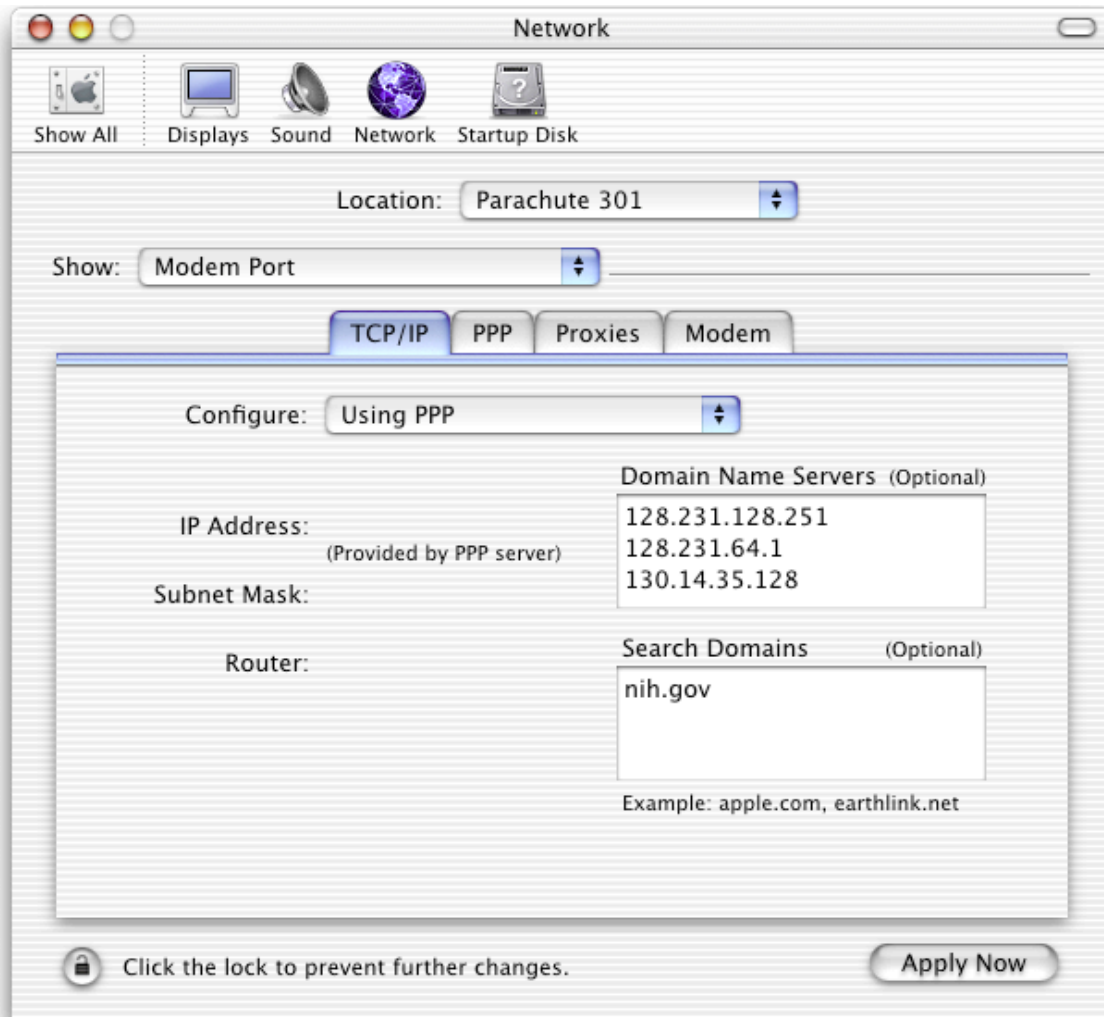 Network
Show All Displays Sound Network Startup Disk
Location: Parachute 301
Show: Modem Port
TCP/IP PPP Proxies Modem
Configure: Using PPP
Domain Name Servers (Optional)
128.231.128.251
IP Address:
128.231.64.1
(Provided by PPP server)
130.14.35.128
Subnet Mask:
Search Domains (Optional)
Router:
nih.gov
Example: apple.com, earthlink.net
Click the lock to prevent further changes.
Apply Now